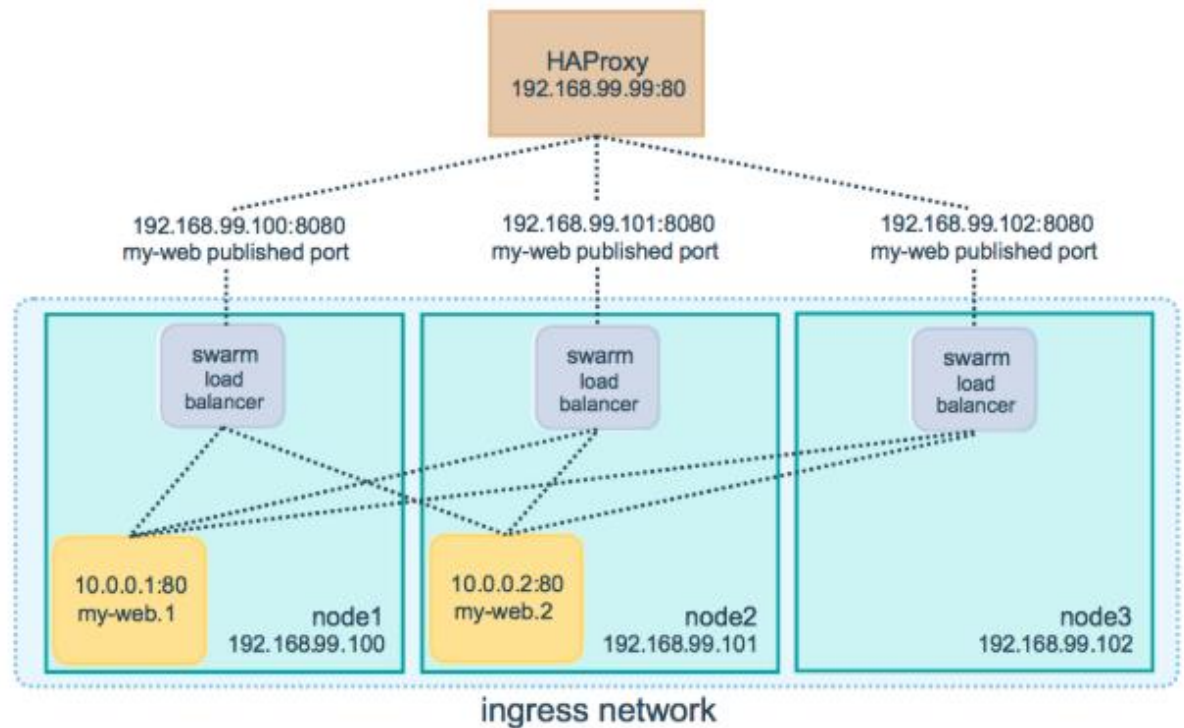 HAProxy
192.168.99.99:80
192.168.99.100:8080
my-web published port
192.168.99.101:8080
my-web published port
192.168.99.102:8080
my-web published port
swarm
load
balancer
swarm
load
balancer
swarm
load
balancer
10.0.0.1:80
my-web.1
node1
192.168.99.100
10.0.0.2:80
my-web.2
node2
192.168.99.101
node3
192.168.99.102
ingress network